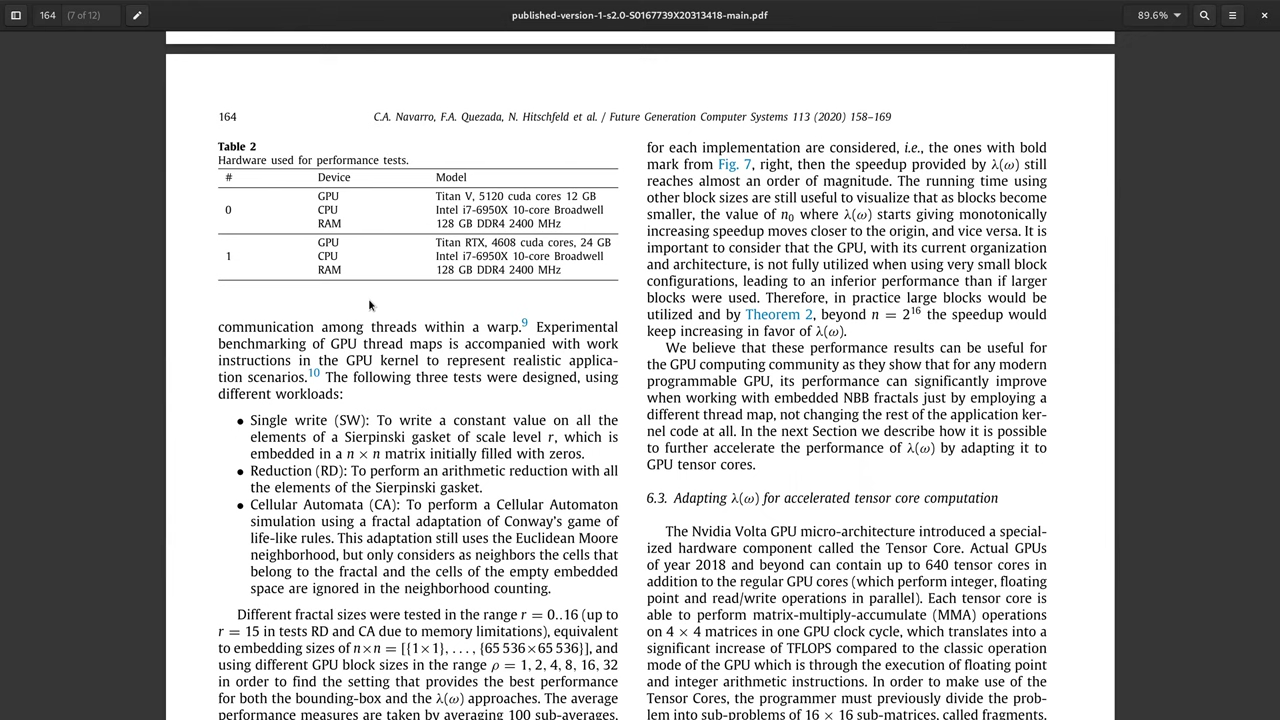 164
(7 of 12)
published-version-1-s2.0-S0167739X20313418-main.pdf
89.6%
164
C.A. Navarro, F.A. Quezada, N. Hitschfeld et al. / Future Generation Computer Systems 113 (2020) 158–169
Table 2
Hardware used for performance tests.
# Device Model
GPU Titan V, 5120 cuda cores 12 GB
0 CPU Intel i7-6950X 10-core Broadwell
RAM 128 GB DDR4 2400 MHz
GPU Titan RTX, 4608 cuda cores, 24 GB
1 CPU Intel i7-6950X 10-core Broadwell
RAM 128 GB DDR4 2400 MHz
communication among threads within a warp.⁹ Experimental
benchmarking of GPU thread maps is accompanied with work
instructions in the GPU kernel to represent realistic applica-
tion scenarios.¹⁰ The following three tests were designed, using
different workloads:
• Single write (SW): To write a constant value on all the
elements of a Sierpinski gasket of scale level r, which is
embedded in a n × n matrix initially filled with zeros.
• Reduction (RD): To perform an arithmetic reduction with all
the elements of the Sierpinski gasket.
• Cellular Automata (CA): To perform a Cellular Automaton
simulation using a fractal adaptation of Conway's game of
life-like rules. This adaptation still uses the Euclidean Moore
neighborhood, but only considers as neighbors the cells that
belong to the fractal and the cells of the empty embedded
space are ignored in the neighborhood counting.
Different fractal sizes were tested in the range r = 0..16 (up to
r = 15 in tests RD and CA due to memory limitations), equivalent
to embedding sizes of n×n = [{1×1}, . . . , {65 536×65 536}], and
using different GPU block sizes in the range ρ = 1, 2, 4, 8, 16, 32
in order to find the setting that provides the best performance
for both the bounding-box and the λ(ω) approaches. The average
performance measures are taken by averaging 100 sub-averages,
for each implementation are considered, i.e., the ones with bold
mark from Fig. 7, right, then the speedup provided by λ(ω) still
reaches almost an order of magnitude. The running time using
other block sizes are still useful to visualize that as blocks become
smaller, the value of n₀ where λ(ω) starts giving monotonically
increasing speedup moves closer to the origin, and vice versa. It is
important to consider that the GPU, with its current organization
and architecture, is not fully utilized when using very small block
configurations, leading to an inferior performance than if larger
blocks were used. Therefore, in practice large blocks would be
utilized and by Theorem 2, beyond n = 2¹⁶ the speedup would
keep increasing in favor of λ(ω).
We believe that these performance results can be useful for
the GPU computing community as they show that for any modern
programmable GPU, its performance can significantly improve
when working with embedded NBB fractals just by employing a
different thread map, not changing the rest of the application ker-
nel code at all. In the next Section we describe how it is possible
to further accelerate the performance of λ(ω) by adapting it to
GPU tensor cores.
6.3. Adapting λ(ω) for accelerated tensor core computation
The Nvidia Volta GPU micro-architecture introduced a special-
ized hardware component called the Tensor Core. Actual GPUs
of year 2018 and beyond can contain up to 640 tensor cores in
addition to the regular GPU cores (which perform integer, floating
point and read/write operations in parallel). Each tensor core is
able to perform matrix-multiply-accumulate (MMA) operations
on 4 × 4 matrices in one GPU clock cycle, which translates into a
significant increase of TFLOPS compared to the classic operation
mode of the GPU which is through the execution of floating point
and integer arithmetic instructions. In order to make use of the
Tensor Cores, the programmer must previously divide the prob-
lem into sub-problems of 16 × 16 sub-matrices, called fragments,